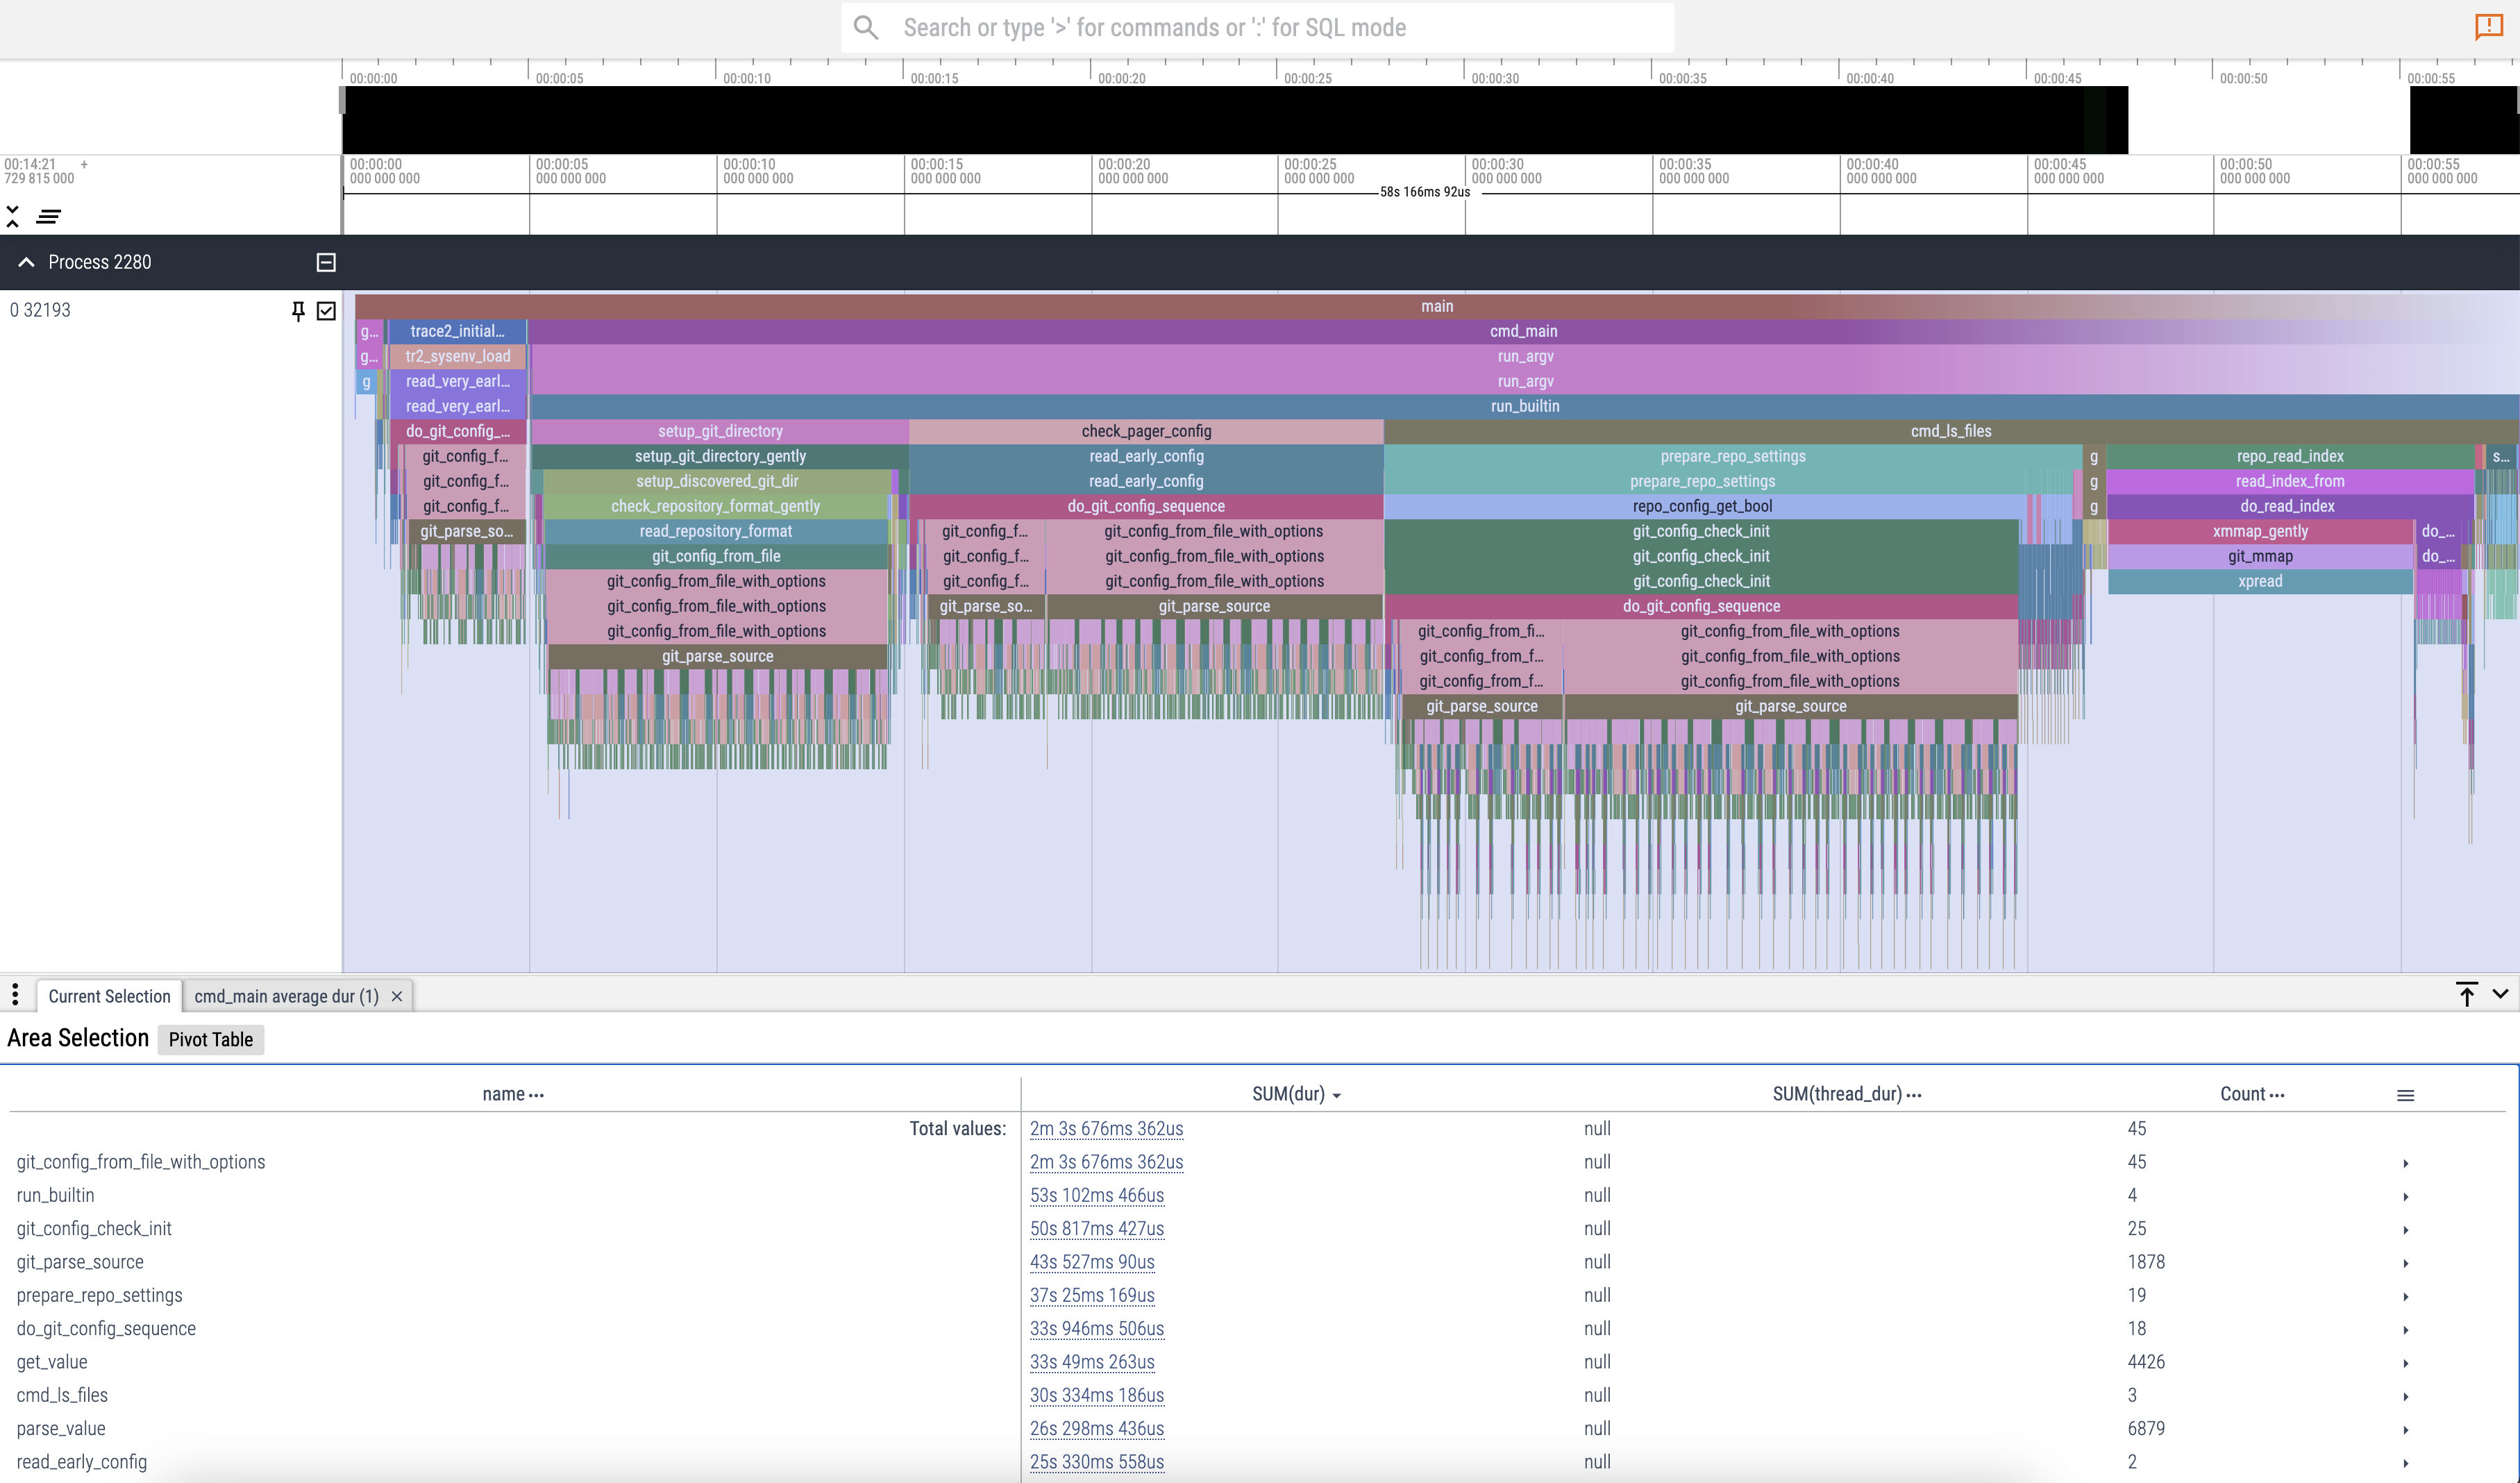 Search or type '>' for commands or ':' for SQL mode
00:00:00 00:00:05 00:00:10 00:00:15 00:00:20 00:00:25 00:00:30 00:00:35 00:00:40 00:00:45 00:00:50 00:00:55
00:14:21 + 00:00:00 00:00:05 00:00:10 00:00:15 00:00:20 00:00:25 00:00:30 00:00:35 00:00:40 00:00:45 00:00:50 00:00:55
729 815 000 000 000 000 000 000 000 000 000 000 000 000 000 000 000 000 000 000 000 000 000 000 000 000 000 000 000 000 000 000 000 000 000 000 000 000 000
58s 166ms 92us
Process 2280
0 32193
main
g... trace2_initial... cmd_main
g... tr2_sysenv_load run_argv
g read_very_earl... run_argv
read_very_earl... run_builtin
do_git_config_... setup_git_directory check_pager_config cmd_ls_files
git_config_f... setup_git_directory_gently read_early_config prepare_repo_settings g repo_read_index s...
git_config_f... setup_discovered_git_dir read_early_config prepare_repo_settings g read_index_from
git_config_f... check_repository_format_gently do_git_config_sequence repo_config_get_bool g do_read_index
git_parse_so... read_repository_format git_config_f... git_config_from_file_with_options git_config_check_init xmmap_gently do_...
git_config_from_file git_config_f... git_config_from_file_with_options git_config_check_init git_mmap do_...
git_config_from_file_with_options git_config_f... git_config_from_file_with_options git_config_check_init xpread
git_config_from_file_with_options git_parse_so... git_parse_source do_git_config_sequence
git_config_from_file_with_options git_config_from_fi... git_config_from_file_with_options
git_parse_source git_config_from_f... git_config_from_file_with_options
git_config_from_f... git_config_from_file_with_options
git_parse_source git_parse_source
Current Selection cmd_main average dur (1) ×
Area Selection Pivot Table
name SUM(dur) SUM(thread_dur) Count
Total values: 2m 3s 676ms 362us null 45
git_config_from_file_with_options 2m 3s 676ms 362us null 45
run_builtin 53s 102ms 466us null 4
git_config_check_init 50s 817ms 427us null 25
git_parse_source 43s 527ms 90us null 1878
prepare_repo_settings 37s 25ms 169us null 19
do_git_config_sequence 33s 946ms 506us null 18
get_value 33s 49ms 263us null 4426
cmd_ls_files 30s 334ms 186us null 3
parse_value 26s 298ms 436us null 6879
read_early_config 25s 330ms 558us null 2